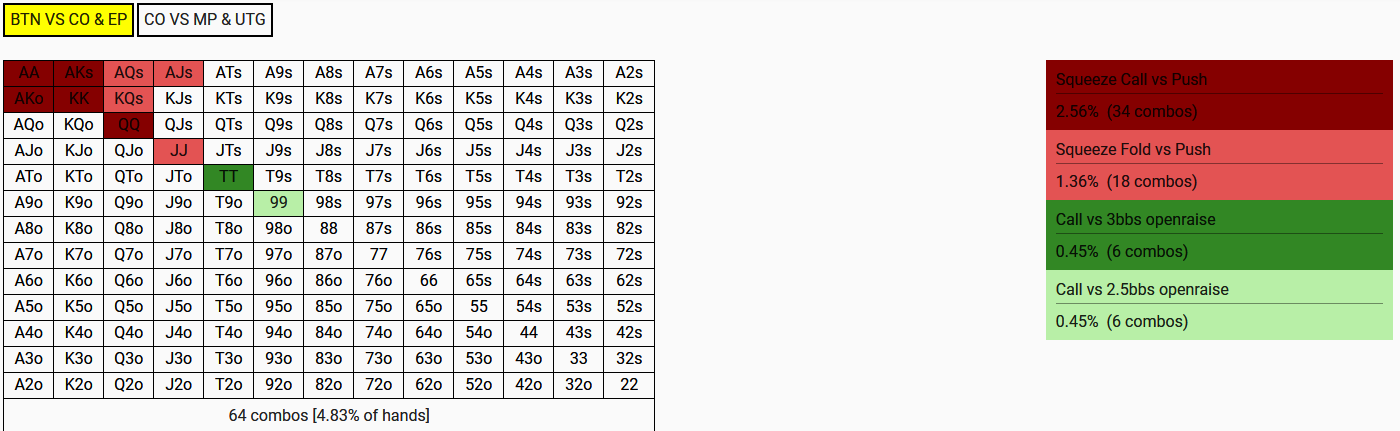 BTN VS CO & EP CO VS MP & UTG
AA AKs AQs AJs ATs A9s A8s A7s A6s A5s A4s A3s A2s
AKo KK KQs KJs KTs K9s K8s K7s K6s K5s K4s K3s K2s
AQo KQo QQ QJs QTs Q9s Q8s Q7s Q6s Q5s Q4s Q3s Q2s
AJo KJo QJo JJ JTs J9s J8s J7s J6s J5s J4s J3s J2s
ATo KTo QTo JTo TT T9s T8s T7s T6s T5s T4s T3s T2s
A9o K9o Q9o J9o T9o 99 98s 97s 96s 95s 94s 93s 92s
A8o K8o Q8o J8o T8o 98o 88 87s 86s 85s 84s 83s 82s
A7o K7o Q7o J7o T7o 97o 87o 77 76s 75s 74s 73s 72s
A6o K6o Q6o J6o T6o 96o 86o 76o 66 65s 64s 63s 62s
A5o K5o Q5o J5o T5o 95o 85o 75o 65o 55 54s 53s 52s
A4o K4o Q4o J4o T4o 94o 84o 74o 64o 54o 44 43s 42s
A3o K3o Q3o J3o T3o 93o 83o 73o 63o 53o 43o 33 32s
A2o K2o Q2o J2o T2o 92o 82o 72o 62o 52o 42o 32o 22
64 combos [4.83% of hands]
Squeeze Call vs Push
2.56% (34 combos)
Squeeze Fold vs Push
1.36% (18 combos)
Call vs 3bbs openraise
0.45% (6 combos)
Call vs 2.5bbs openraise
0.45% (6 combos)